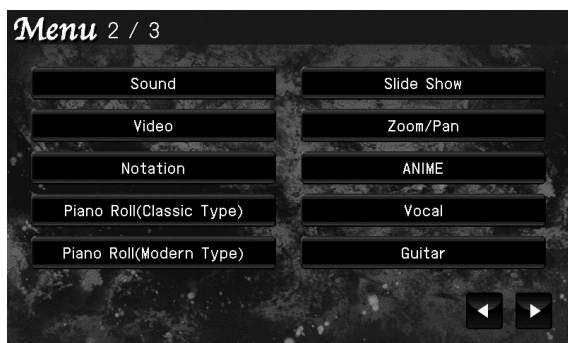 Menu 2 / 3
Sound
Slide Show
Video
Zoom/Pan
Notation
ANIME
Piano Roll(Classic Type)
Vocal
Piano Roll(Modern Type)
Guitar